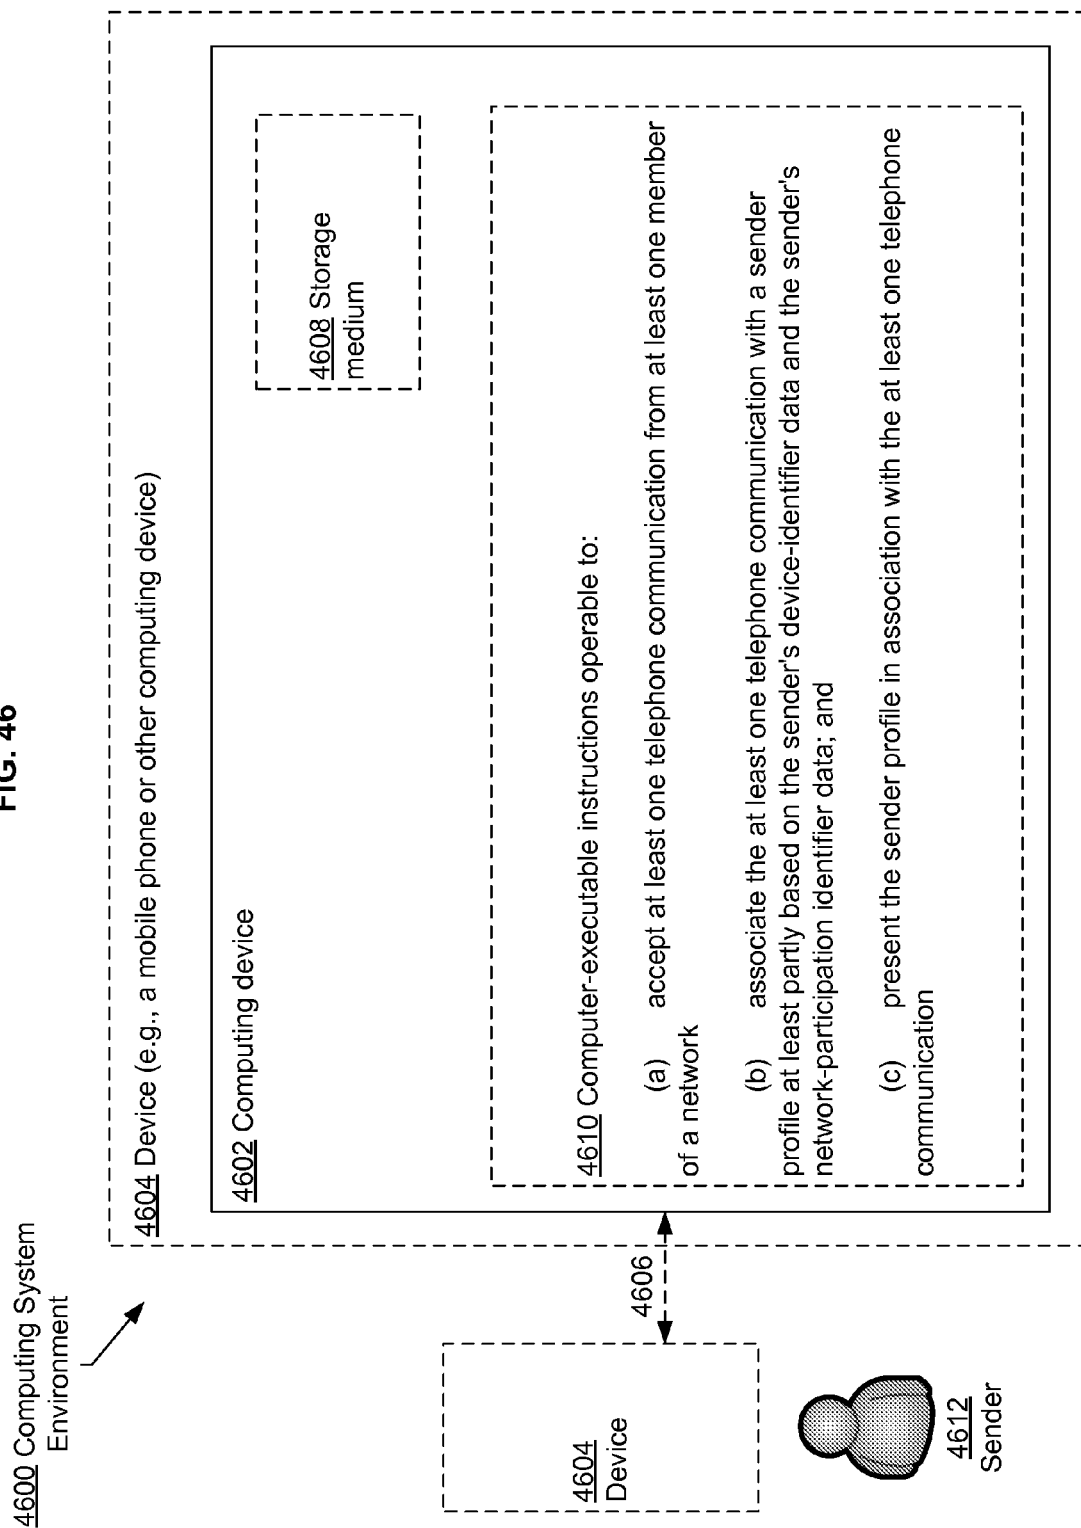 FIG. 46
4600 Computing System
Environment
4604 Device (e.g., a mobile phone or other computing device)
4602 Computing device
4608 Storage
medium
4610 Computer-executable instructions operable to:
(a) accept at least one telephone communication from at least one member
of a network
(b) associate the at least one telephone communication with a sender
profile at least partly based on the sender's device-identifier data and the sender's
network-participation identifier data; and
(c) present the sender profile in association with the at least one telephone
communication
4606
4604
Device
4612
Sender